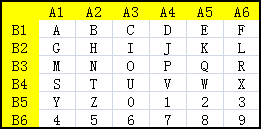 A1 A2 A3 A4 A5 A6
B1 A B C D E F
B2 G H I J K L
B3 M N O P Q R
B4 S T U V W X
B5 Y Z 0 1 2 3
B6 4 5 6 7 8 9